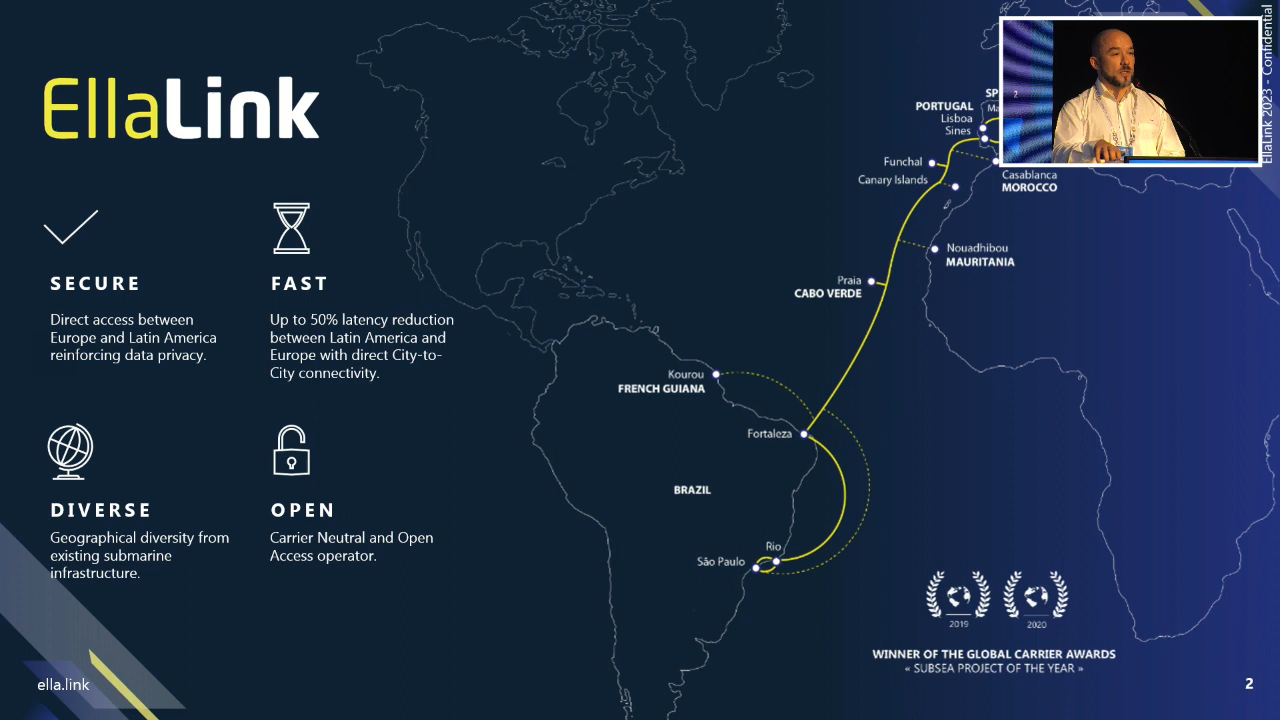 EllaLink
SECURE
Direct access between
Europe and Latin America
reinforcing data privacy.
FAST
Up to 50% latency reduction
between Latin America and
Europe with direct City-to-
City connectivity.
DIVERSE
Geographical diversity from
existing submarine
infrastructure.
OPEN
Carrier Neutral and Open
Access operator.
ella.link
PORTUGAL
Lisboa
Sines
Funchal
Canary Islands
Casablanca
MOROCCO
Nouadhibou
MAURITANIA
Praia
CABO VERDE
Kourou
FRENCH GUIANA
Fortaleza
BRAZIL
Rio
São Paulo
2019
2020
WINNER OF THE GLOBAL CARRIER AWARDS
« SUBSEA PROJECT OF THE YEAR »
2
EllaLink 2023 - Confidential